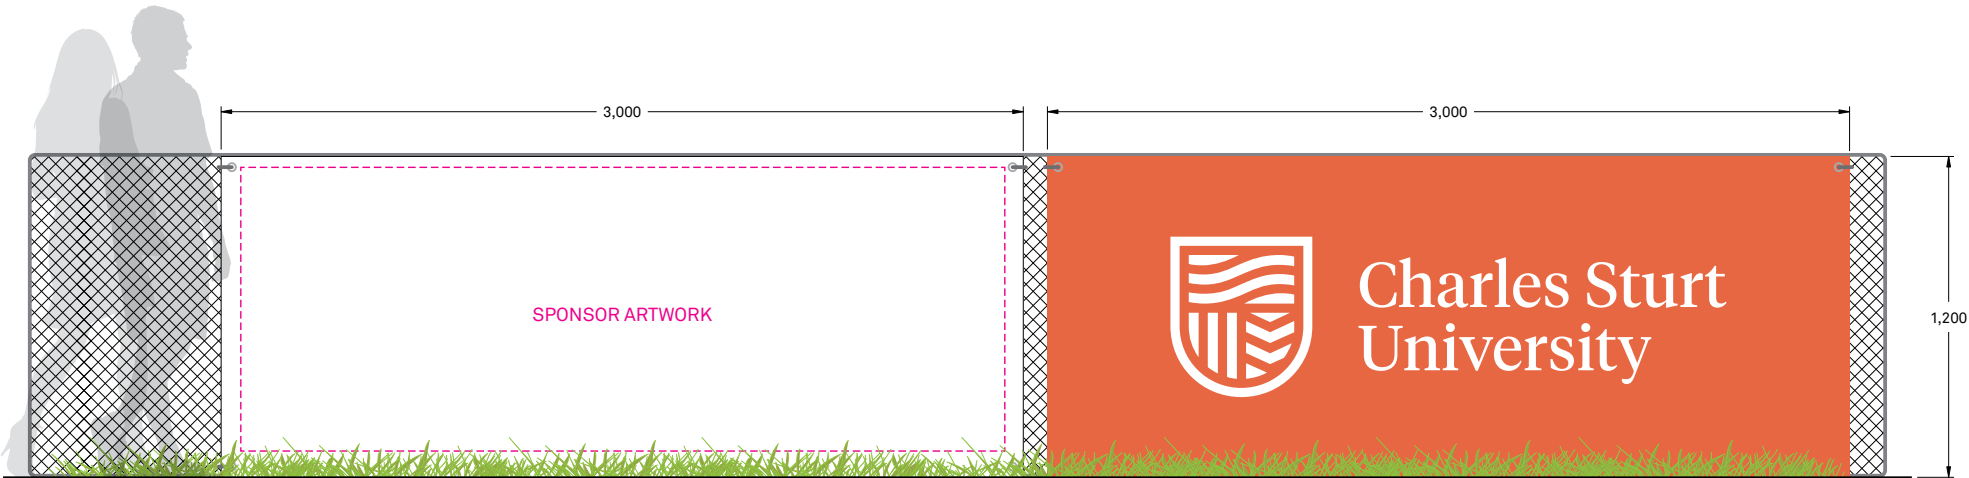 3,000
3,000
SPONSOR ARTWORK
Charles Sturt
University
1,200